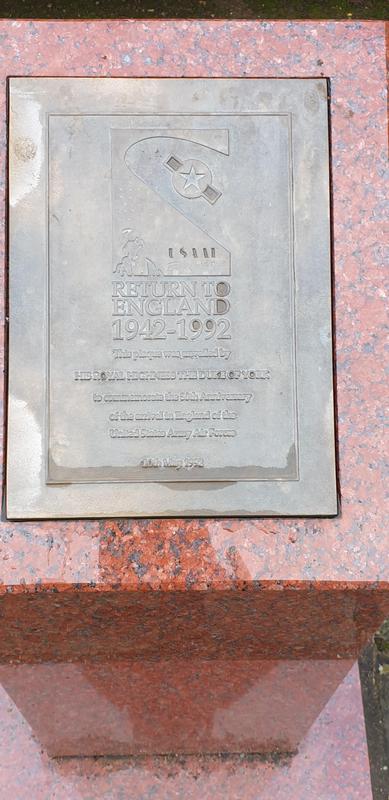 RETURN TO
ENGLAND
1942-1992
This plaque was unveiled by
HIS ROYAL HIGHNESS THE DUKE OF YORK
to commemorate the 50th Anniversary
of the arrival in England of the
United States Army Air Force
May 1992